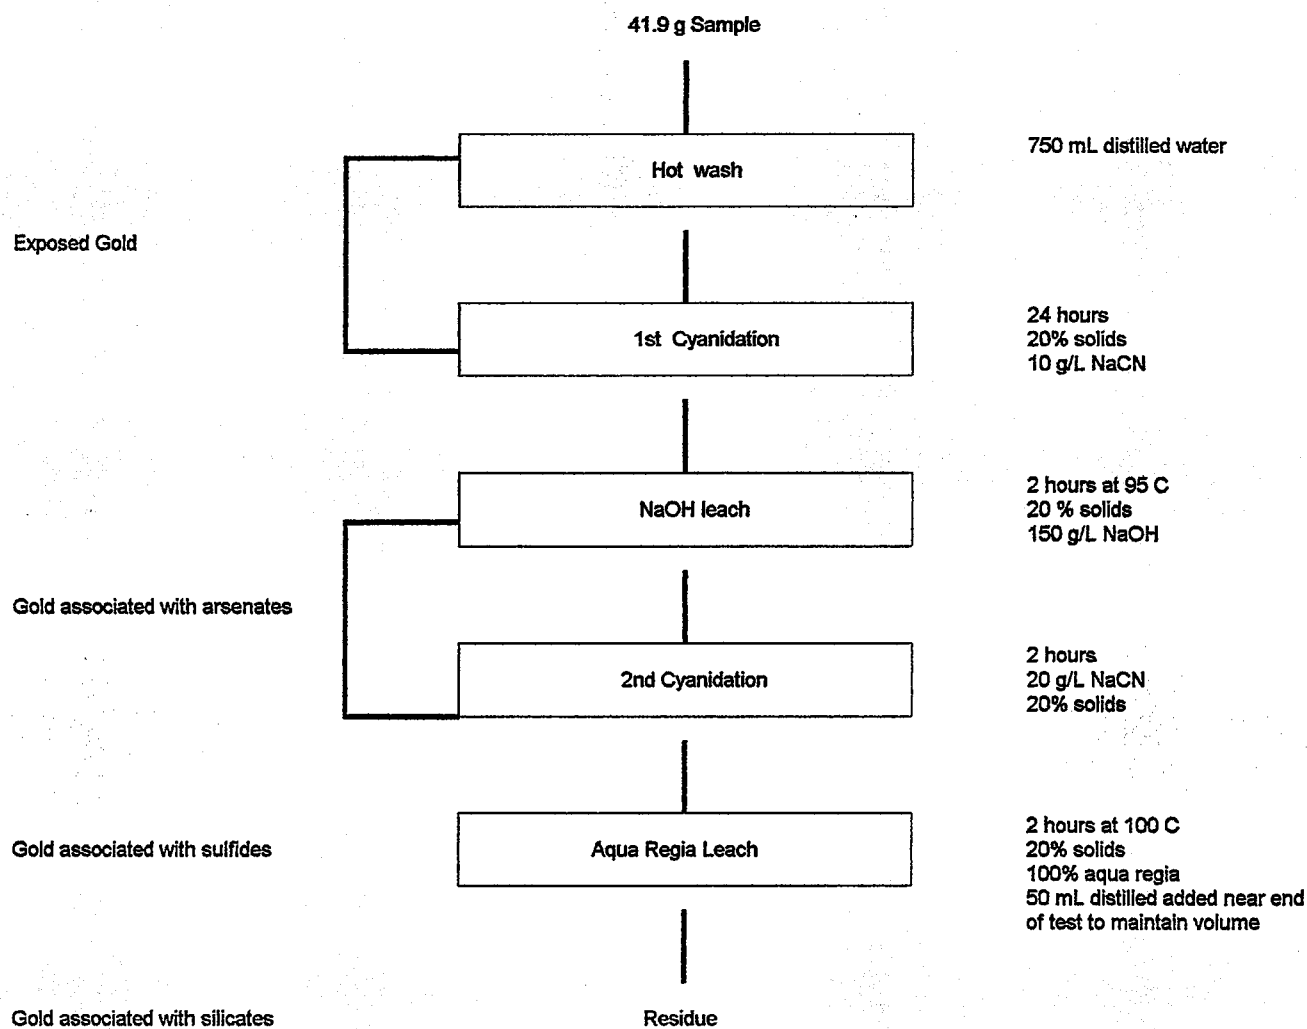 41.9 g Sample
Hot wash
750 mL distilled water
Exposed Gold
1st Cyanidation
24 hours
20% solids
10 g/L NaCN
NaOH leach
2 hours at 95 C
20 % solids
150 g/L NaOH
Gold associated with arsenates
2nd Cyanidation
2 hours
20 g/L NaCN
20% solids
Gold associated with sulfides
Aqua Regia Leach
2 hours at 100 C
20% solids
100% aqua regia
50 mL distilled added near end
of test to maintain volume
Gold associated with silicates
Residue